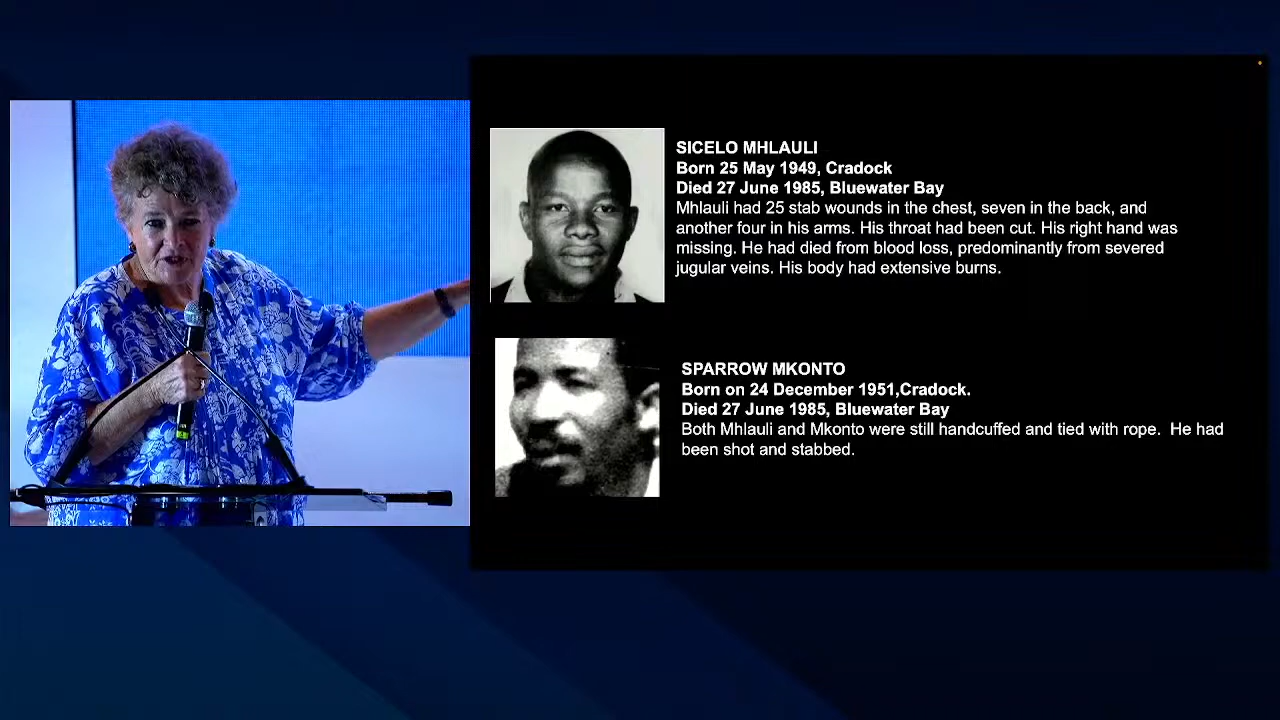 SICELO MHLAULI
Born 25 May 1949, Cradock
Died 27 June 1985, Bluewater Bay
Mhlauli had 25 stab wounds in the chest, seven in the back, and
another four in his arms. His throat had been cut. His right hand was
missing. He had died from blood loss, predominantly from severed
jugular veins. His body had extensive burns.
SPARROW MKONTO
Born on 24 December 1951,Cradock.
Died 27 June 1985, Bluewater Bay
Both Mhlauli and Mkonto were still handcuffed and tied with rope.  He had
been shot and stabbed.